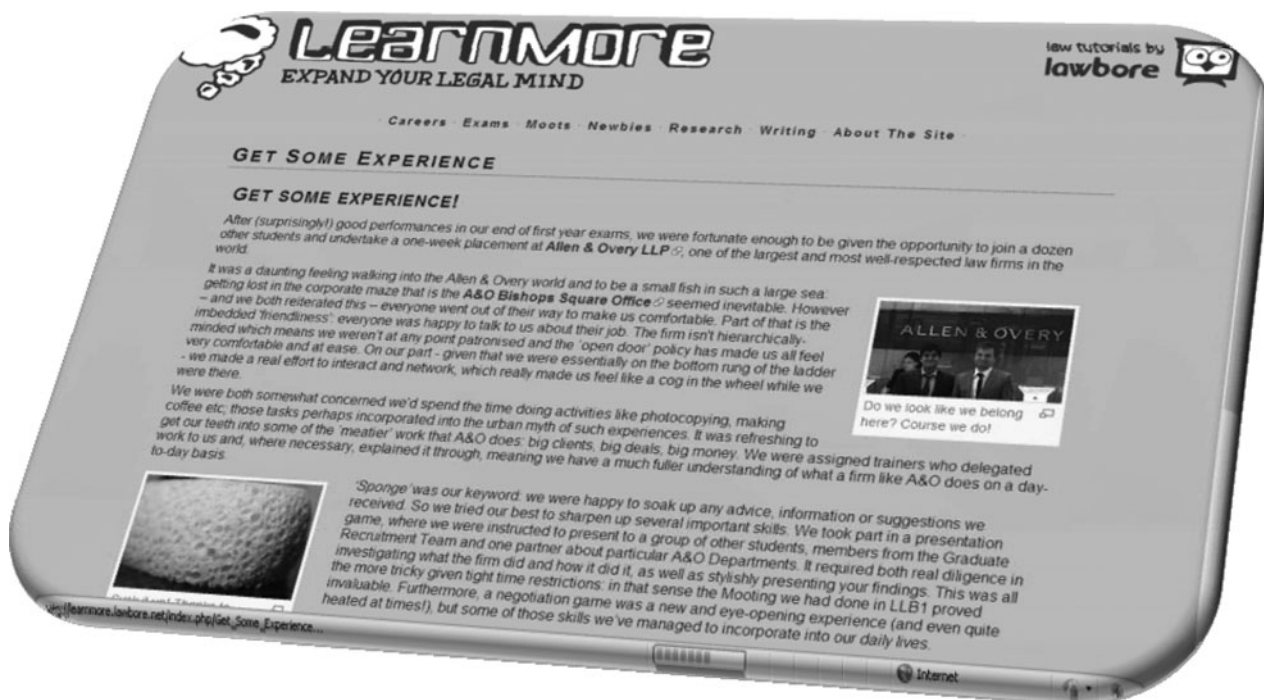 LearnMore
EXPAND YOUR LEGAL MIND
law tutorials by
lawbore
· Careers · Exams · Moots · Newbies · Research · Writing · About The Site ·
GET SOME EXPERIENCE
GET SOME EXPERIENCE!
After (surprisingly!) good performances in our end of first year exams, we were fortunate enough to be given the opportunity to join a dozen
other students and undertake a one-week placement at Allen & Overy LLP, one of the largest and most well-respected law firms in the
world.
It was a daunting feeling walking into the Allen & Overy world and to be a small fish in such a large sea:
getting lost in the corporate maze that is the A&O Bishops Square Office seemed inevitable. However
– and we both reiterated this – everyone went out of their way to make us comfortable. Part of that is the
imbedded 'friendliness': everyone was happy to talk to us about their job. The firm isn't hierarchically-
minded which means we weren't at any point patronised and the 'open door' policy has made us all feel
very comfortable and at ease. On our part - given that we were essentially on the bottom rung of the ladder
- we made a real effort to interact and network, which really made us feel like a cog in the wheel while we
were there.
ALLEN & OVERY
Do we look like we belong
here? Course we do!
We were both somewhat concerned we'd spend the time doing activities like photocopying, making
coffee etc; those tasks perhaps incorporated into the urban myth of such experiences. It was refreshing to
get our teeth into some of the 'meatier' work that A&O does: big clients, big deals, big money. We were assigned trainers who delegated
work to us and, where necessary, explained it through, meaning we have a much fuller understanding of what a firm like A&O does on a day-
to-day basis.
'Sponge' was our keyword: we were happy to soak up any advice, information or suggestions we
received. So we tried our best to sharpen up several important skills. We took part in a presentation
game, where we were instructed to present to a group of other students, members from the Graduate
Recruitment Team and one partner about particular A&O Departments. It required both real diligence in
investigating what the firm did and how it did it, as well as stylishly presenting your findings. This was all
the more tricky given tight time restrictions: in that sense the Mooting we had done in LLB1 proved
invaluable. Furthermore, a negotiation game was a new and eye-opening experience (and even quite
heated at times!), but some of those skills we've managed to incorporate into our daily lives.
learnmore.lawbore.net/index.php/Get_Some_Experience...
Internet